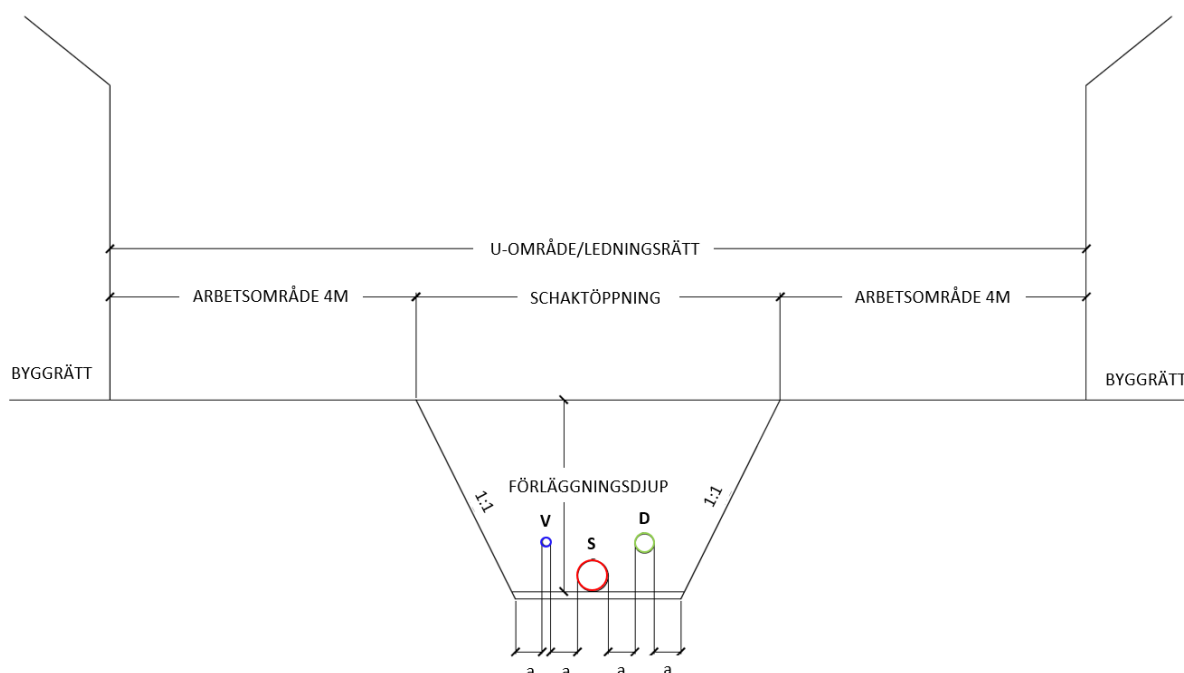 U-OMRÅDE/LEDNINGSRÄTT
ARBETSOMRÅDE 4M
SCHAKTÖPPNING
ARBETSOMRÅDE 4M
BYGGRÄTT
BYGGRÄTT
FÖRLÄGGNINGSDJUP
1:1
1:1
V
S
D
a
a
a
a